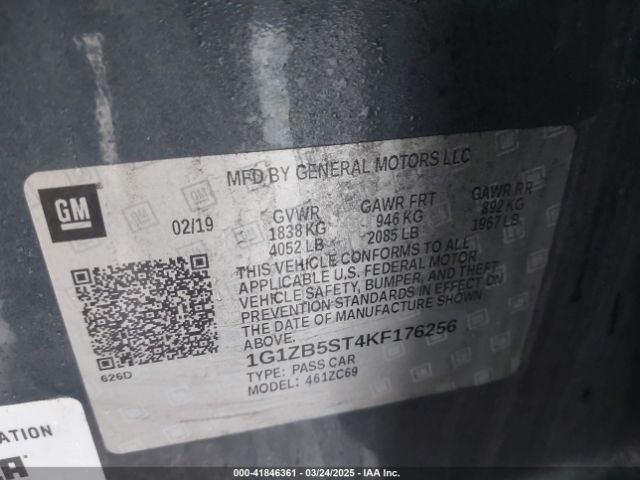 MFD BY GENERAL MOTORS LLC
GM
02/19
GVWR GAWR FRT GAWR RR
1838 KG 946 KG 892 KG
4052 LB 2085 LB 1967 LB
THIS VEHICLE CONFORMS TO ALL
APPLICABLE U.S. FEDERAL MOTOR
VEHICLE SAFETY, BUMPER, AND THEFT
PREVENTION STANDARDS IN EFFECT ON
THE DATE OF MANUFACTURE SHOWN
ABOVE.
1G1ZB5ST4KF176256
TYPE: PASS CAR
MODEL: 461ZC69
626D
000-41846361 | 03/24/2025 | IAA Inc.